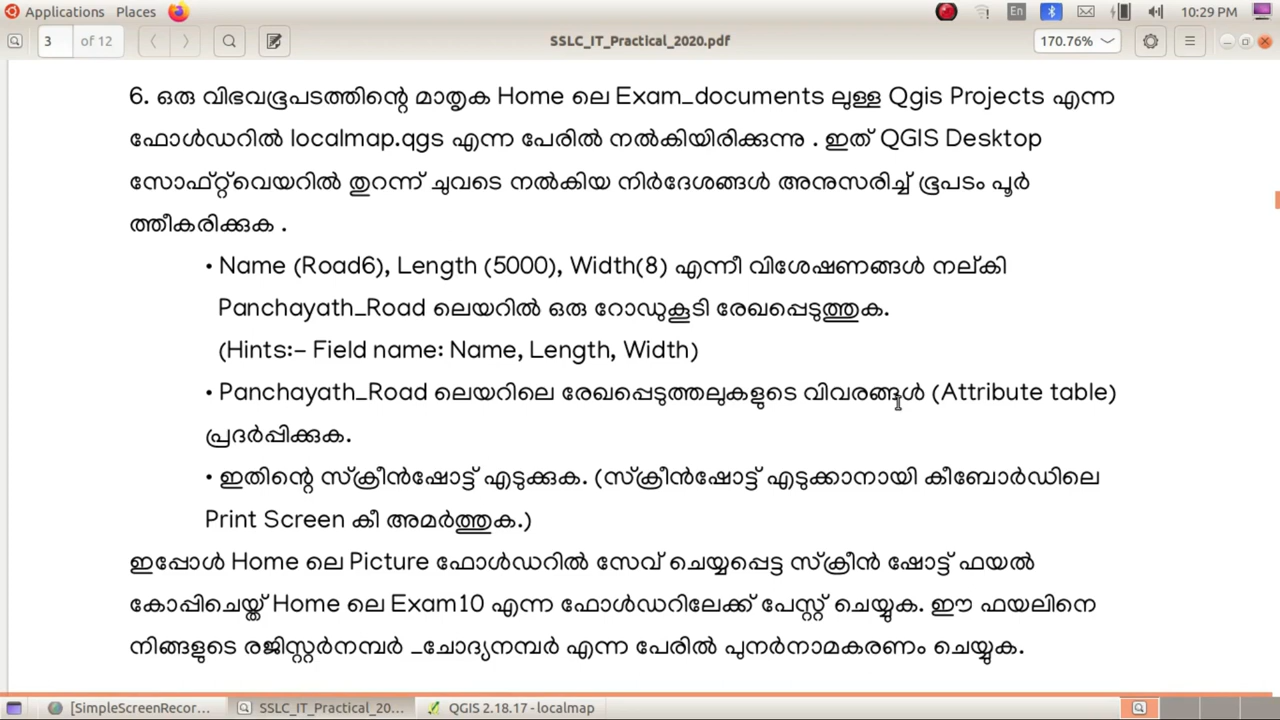 Applications Places En 10:29 PM
3 of 12 SSLC_IT_Practical_2020.pdf 170.76%
6. ഒരു വിഭവഭൂപടത്തിന്റെ മാതൃക Home ലെ Exam_documents ലുള്ള Qgis Projects എന്ന
ഫോൾഡറിൽ localmap.qgs എന്ന പേരിൽ നൽകിയിരിക്കുന്നു . ഇത് QGIS Desktop
സോഫ്റ്റ്‌വെയറിൽ തുറന്ന് ചുവടെ നൽകിയ നിർദേശങ്ങൾ അനുസരിച്ച് ഭൂപടം പൂർ
ത്തീകരിക്കുക .
• Name (Road6), Length (5000), Width(8) എന്നീ വിശേഷണങ്ങൾ നല്കി
Panchayath_Road ലെയറിൽ ഒരു റോഡുകൂടി രേഖപ്പെടുത്തുക.
(Hints:- Field name: Name, Length, Width)
• Panchayath_Road ലെയറിലെ രേഖപ്പെടുത്തലുകളുടെ വിവരങ്ങൾ (Attribute table)
പ്രദർപ്പിക്കുക.
• ഇതിന്റെ സ്ക്രീൻഷോട്ട് എടുക്കുക. (സ്ക്രീൻഷോട്ട് എടുക്കാനായി കീബോർഡിലെ
Print Screen കീ അമർത്തുക.)
ഇപ്പോൾ Home ലെ Picture ഫോൾഡറിൽ സേവ് ചെയ്യപ്പെട്ട സ്ക്രീൻ ഷോട്ട് ഫയൽ
കോപ്പിചെയ്ത് Home ലെ Exam10 എന്ന ഫോൾഡറിലേക്ക് പേസ്റ്റ് ചെയ്യുക. ഈ ഫയലിനെ
നിങ്ങളുടെ രജിസ്റ്റർനമ്പർ _ചോദ്യനമ്പർ എന്ന പേരിൽ പുനർനാമകരണം ചെയ്യുക.
[SimpleScreenRecor... SSLC_IT_Practical_20... QGIS 2.18.17 - localmap